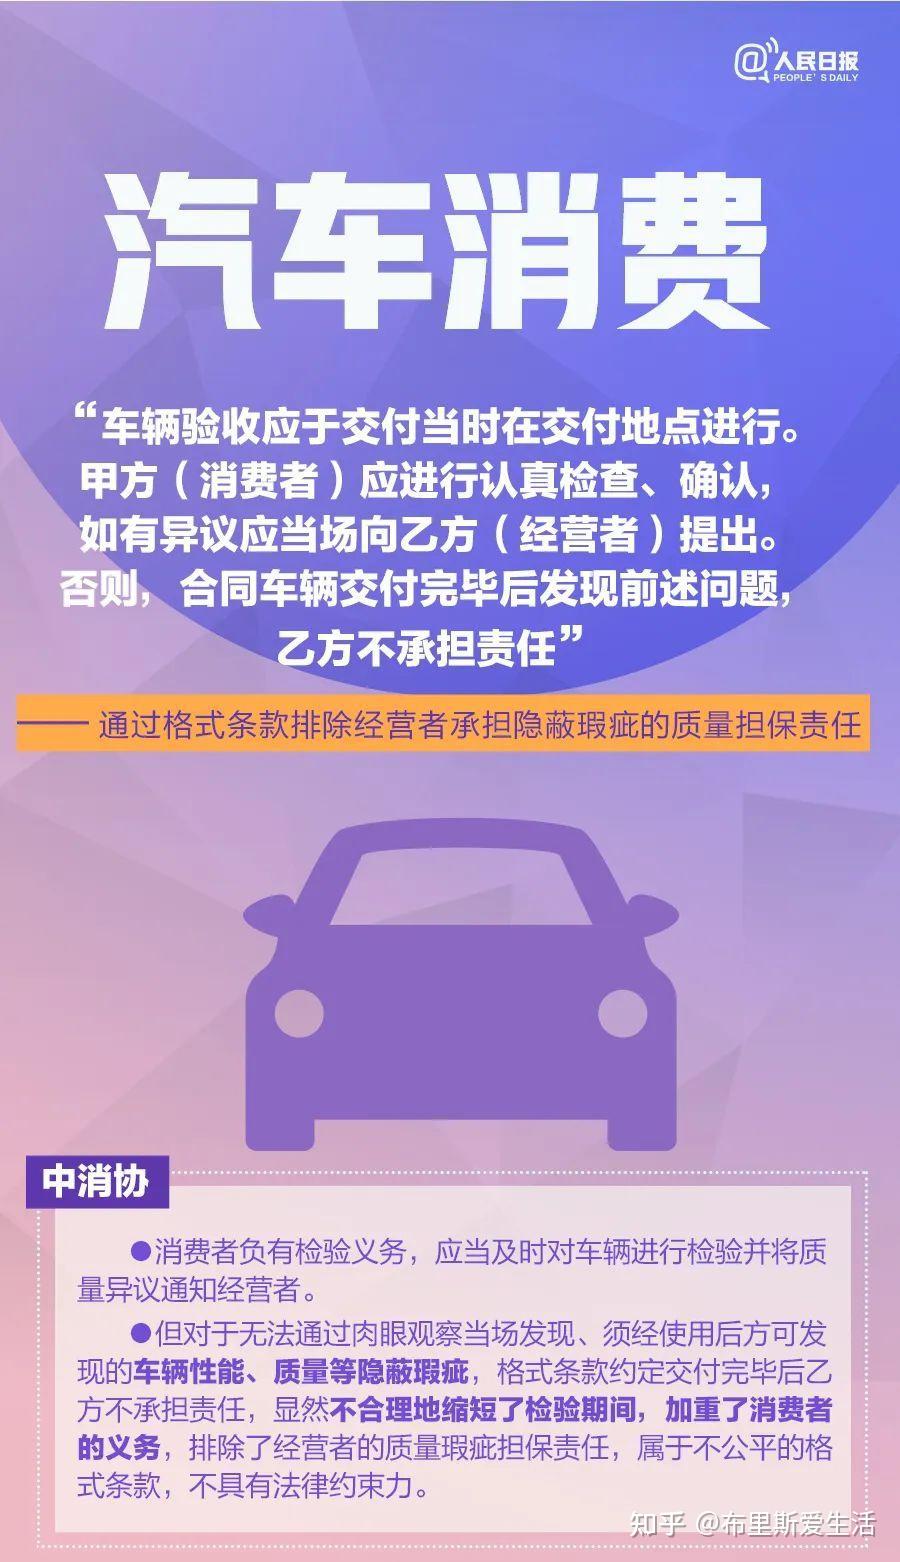 @人民日报
PEOPLE'S DAILY
汽车消费
“车辆验收应于交付当时在交付地点进行。
甲方（消费者）应进行认真检查、确认，
如有异议应当场向乙方（经营者）提出。
否则，合同车辆交付完毕后发现前述问题，
乙方不承担责任”
——通过格式条款排除经营者承担隐蔽瑕疵的质量担保责任
中消协
●消费者负有检验义务，应当及时对车辆进行检验并将质
量异议通知经营者。
●但对于无法通过肉眼观察当场发现、须经使用后方可发
现的车辆性能、质量等隐蔽瑕疵，格式条款约定交付完毕后乙
方不承担责任，显然不合理地缩短了检验期间，加重了消费者
的义务，排除了经营者的质量瑕疵担保责任，属于不公平的格
式条款，不具有法律约束力。
知乎 @布里斯爱生活